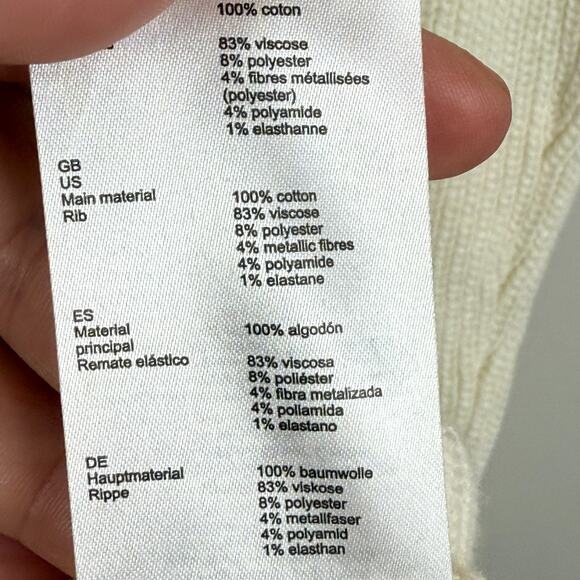 100% coton
83% viscose
8% polyester
4% fibres métallisées
(polyester)
4% polyamide
1% elasthanne
GB
US
Main material 100% cotton
Rib 83% viscose
8% polyester
4% metallic fibres
4% polyamide
1% elastane
ES
Material 100% algodón
principal
Remate elástico 83% viscosa
8% poliéster
4% fibra metalizada
4% poliamida
1% elastano
DE
Hauptmaterial 100% baumwolle
Rippe 83% viskose
8% polyester
4% metallfaser
4% polyamid
1% elasthan